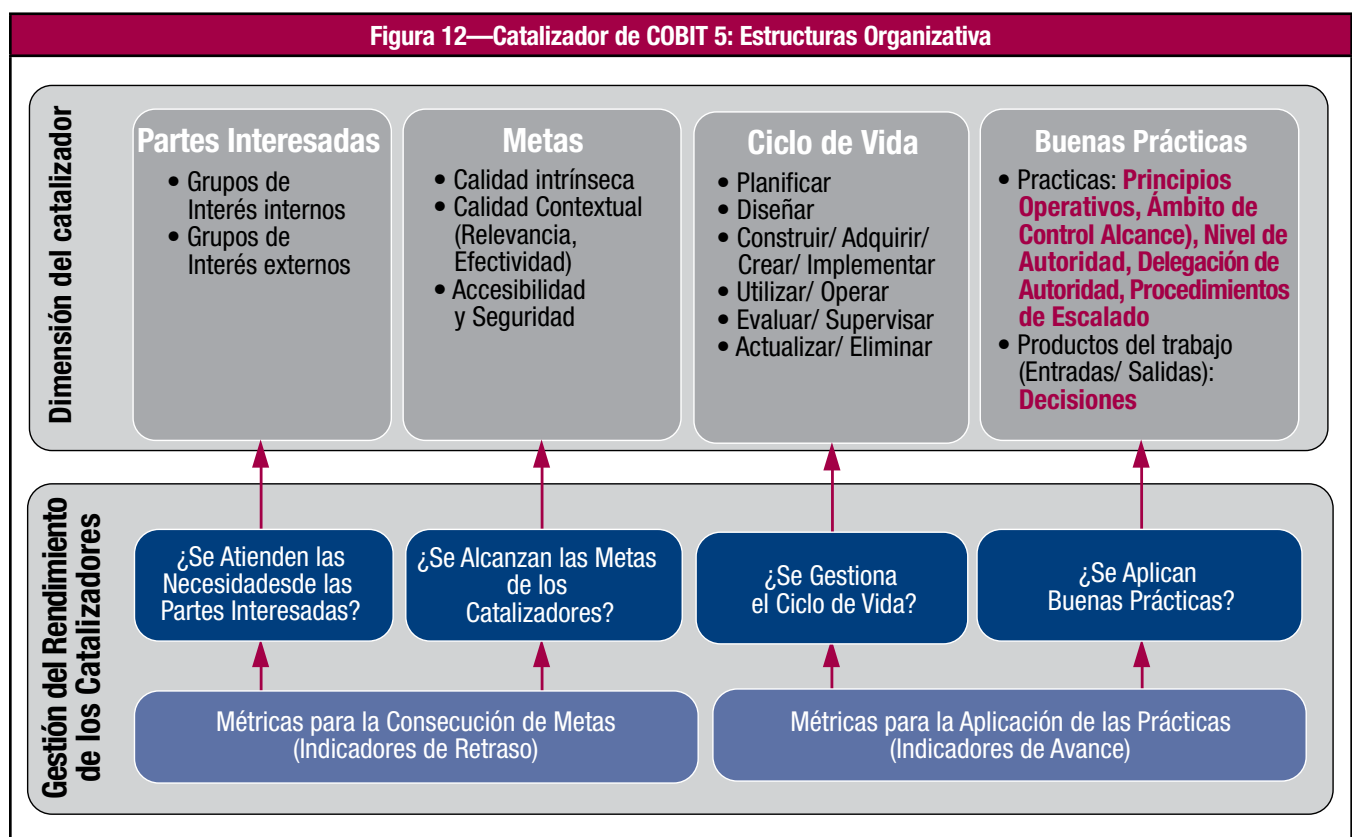 Figura 12—Catalizador de COBIT 5: Estructuras Organizativa
Dimensión del catalizador
Partes Interesadas
• Grupos de
Interés internos
• Grupos de
Interés externos
Metas
• Calidad intrínseca
• Calidad Contextual
(Relevancia,
Efectividad)
• Accesibilidad
y Seguridad
Ciclo de Vida
• Planificar
• Diseñar
• Construir/ Adquirir/
Crear/ Implementar
• Utilizar/ Operar
• Evaluar/ Supervisar
• Actualizar/ Eliminar
Buenas Prácticas
• Practicas: Principios
Operativos, Ámbito de
Control Alcance), Nivel de
Autoridad, Delegación de
Autoridad, Procedimientos
de Escalado
• Productos del trabajo
(Entradas/ Salidas):
Decisiones
Gestión del Rendimiento
de los Catalizadores
¿Se Atienden las
Necesidadesde las
Partes Interesadas?
¿Se Alcanzan las Metas
de los
Catalizadores?
¿Se Gestiona
el Ciclo de Vida?
¿Se Aplican
Buenas Prácticas?
Métricas para la Consecución de Metas
(Indicadores de Retraso)
Métricas para la Aplicación de las Prácticas
(Indicadores de Avance)